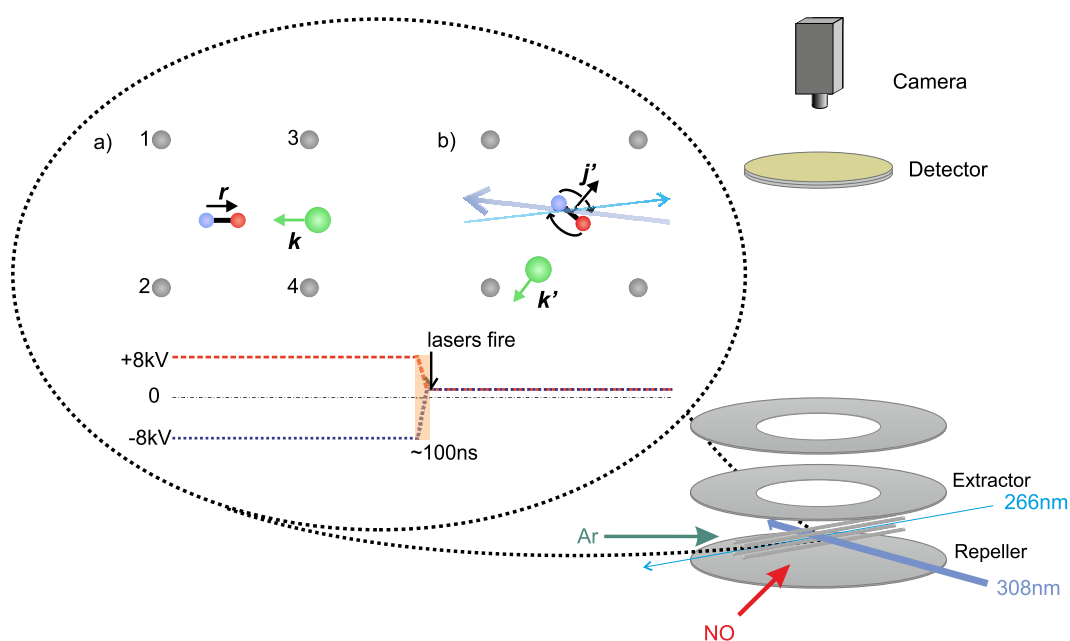 Camera
a) 1 3 b)
Detector
r
j'
k
2 4
k'
lasers fire
+8kV
0
-8kV
~100ns
Extractor
266nm
Ar
Repeller
308nm
NO